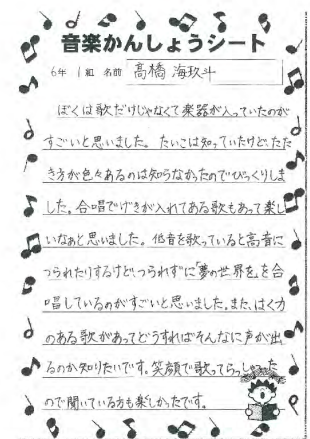 音楽かんしょうシート
6年 1組 名前 高橋 海玖斗
ぼくは歌だけじゃなくて楽器が入っていたのが
すごいと思いました。たいこは知っていたけど、たた
き方が色々あるのは知らなかったのでびっくりしま
した。合唱でげきが入れてある歌もあって楽し
いなぁと思いました。低音を歌っていると高音に
つられたりするけど、つられずに「夢の世界を」を合
唱しているのがすごいと思いました。また、はく力
のある歌があってどうすればそんなに声が出
るのか知りたいです。笑顔で歌ってらっしゃった
ので聞いている方も楽しかったです。